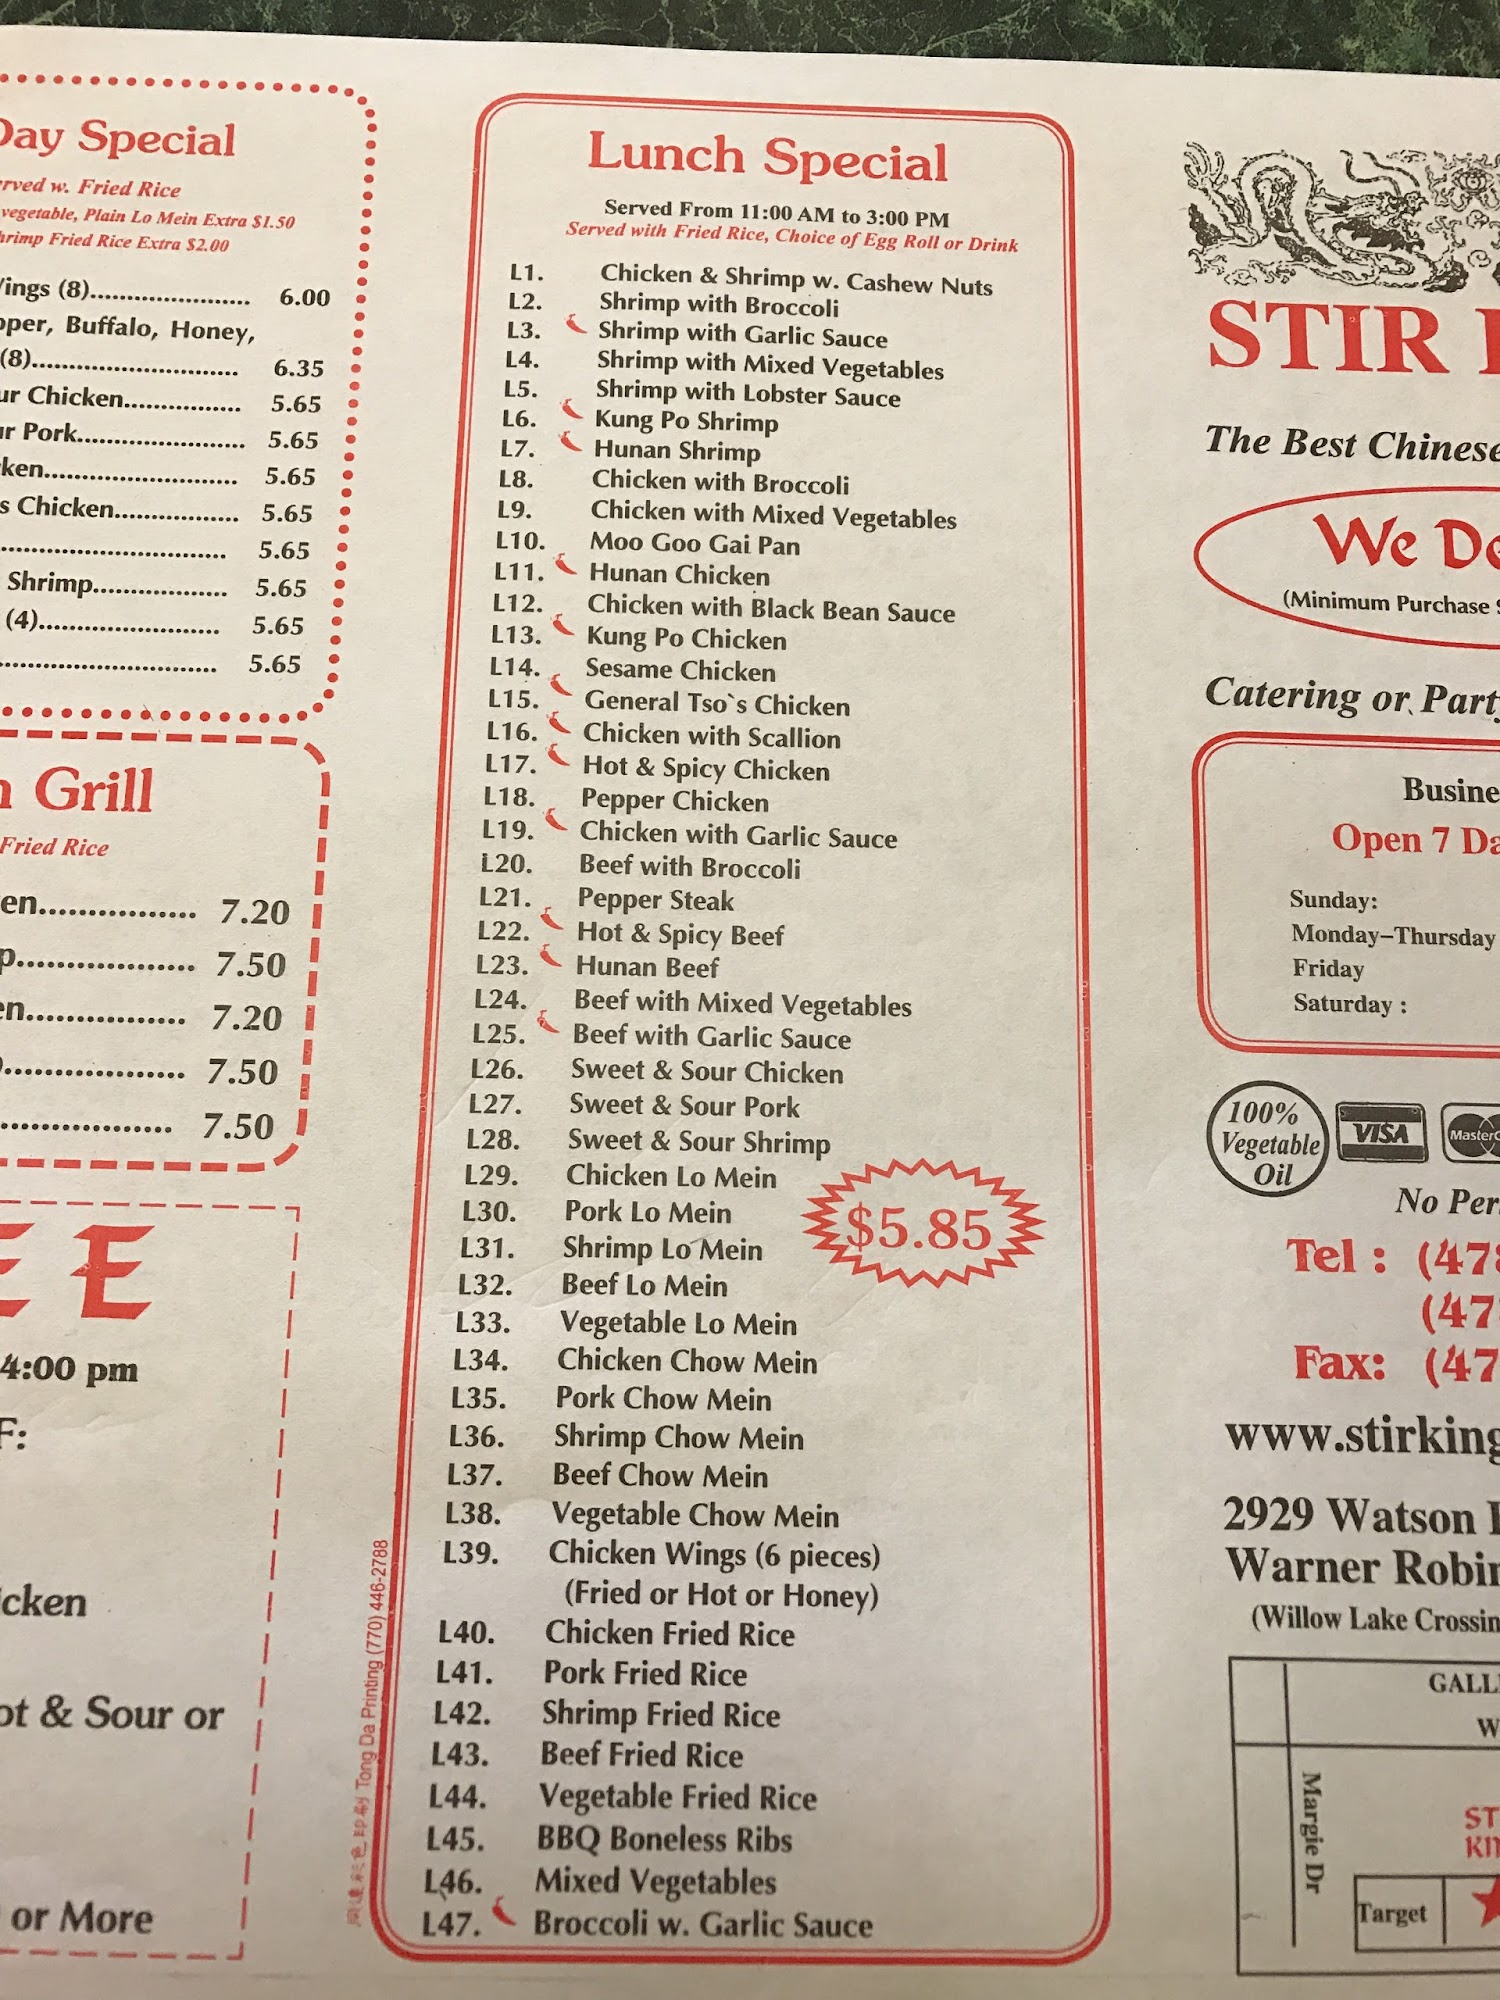 Day Special
rved w. Fried Rice
vegetable, Plain Lo Mein Extra $1.50
hrimp Fried Rice Extra $2.00
ings (8)...................... 6.00
pper, Buffalo, Honey,
(8)............................ 6.35
ur Chicken................ 5.65
ur Pork....................... 5.65
ken.......................... 5.65
s Chicken................. 5.65
............................. 5.65
Shrimp.................. 5.65
(4)........................ 5.65
............................. 5.65
n Grill
Fried Rice
en................ 7.20
p.................. 7.50
en................ 7.20
.................. 7.50
.................. 7.50
EE
4:00 pm
F:
cken
ot & Sour or
or More
Lunch Special
Served From 11:00 AM to 3:00 PM
Served with Fried Rice, Choice of Egg Roll or Drink
L1. Chicken & Shrimp w. Cashew Nuts
L2. Shrimp with Broccoli
L3. Shrimp with Garlic Sauce
L4. Shrimp with Mixed Vegetables
L5. Shrimp with Lobster Sauce
L6. Kung Po Shrimp
L7. Hunan Shrimp
L8. Chicken with Broccoli
L9. Chicken with Mixed Vegetables
L10. Moo Goo Gai Pan
L11. Hunan Chicken
L12. Chicken with Black Bean Sauce
L13. Kung Po Chicken
L14. Sesame Chicken
L15. General Tso`s Chicken
L16. Chicken with Scallion
L17. Hot & Spicy Chicken
L18. Pepper Chicken
L19. Chicken with Garlic Sauce
L20. Beef with Broccoli
L21. Pepper Steak
L22. Hot & Spicy Beef
L23. Hunan Beef
L24. Beef with Mixed Vegetables
L25. Beef with Garlic Sauce
L26. Sweet & Sour Chicken
L27. Sweet & Sour Pork
L28. Sweet & Sour Shrimp
L29. Chicken Lo Mein
L30. Pork Lo Mein
L31. Shrimp Lo Mein
L32. Beef Lo Mein
L33. Vegetable Lo Mein
L34. Chicken Chow Mein
L35. Pork Chow Mein
L36. Shrimp Chow Mein
L37. Beef Chow Mein
L38. Vegetable Chow Mein
L39. Chicken Wings (6 pieces)
(Fried or Hot or Honey)
L40. Chicken Fried Rice
L41. Pork Fried Rice
L42. Shrimp Fried Rice
L43. Beef Fried Rice
L44. Vegetable Fried Rice
L45. BBQ Boneless Ribs
L46. Mixed Vegetables
L47. Broccoli w. Garlic Sauce
$5.85
Tong Da Printing (770) 446-2788
STIR
The Best Chinese
We Do
(Minimum Purchase $
Catering or Party
Busine
Open 7 Da
Sunday:
Monday–Thursday
Friday
Saturday :
100%
Vegetable
Oil
VISA
MasterC
No Per
Tel : (478
(47
Fax: (47
www.stirking
2929 Watson
Warner Robin
(Willow Lake Crossin
GALL
W
Margie Dr
ST
KIN
Target